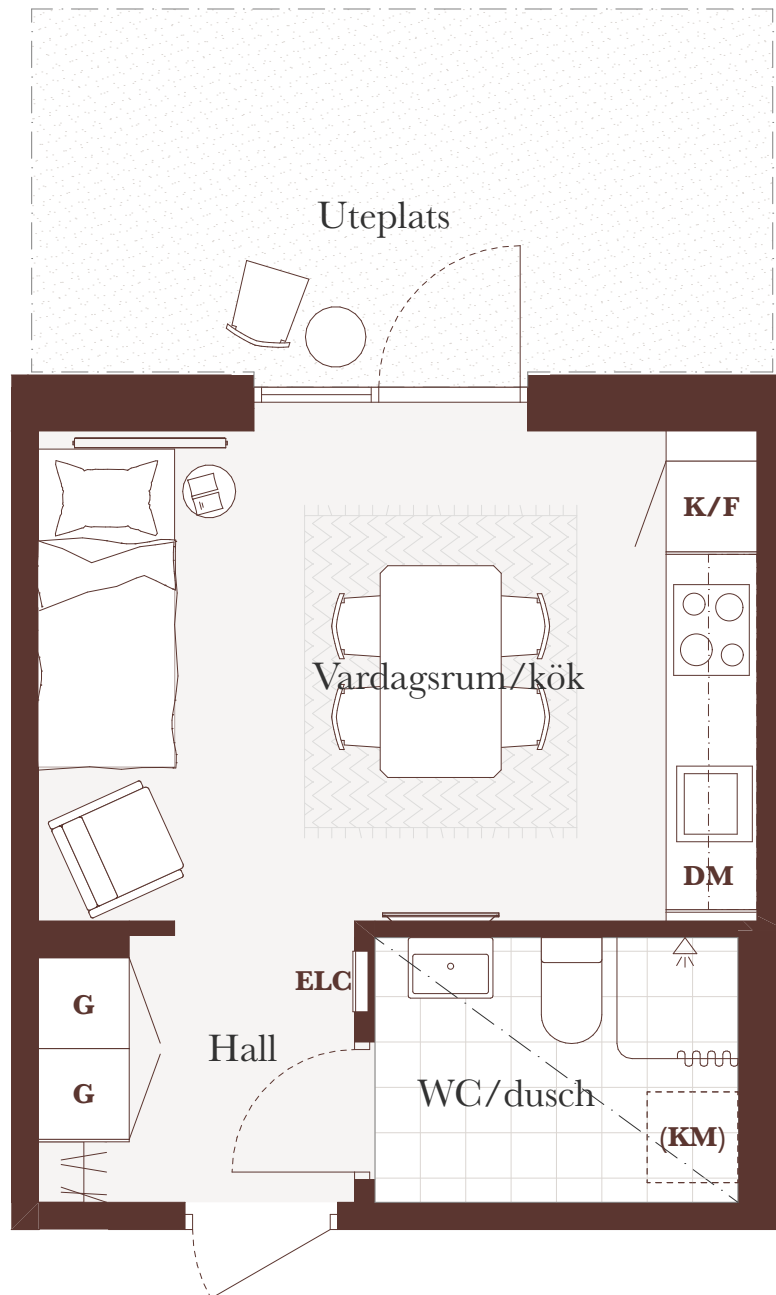 Uteplats
K/F
Vardagsrum/kök
DM
ELC
G
Hall
G
WC/dusch
(KM)